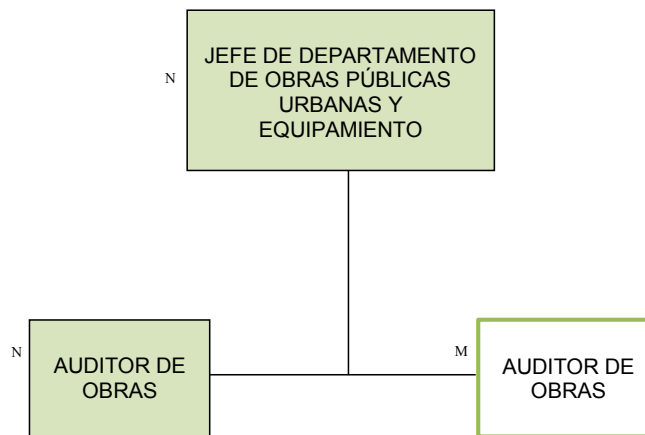 JEFE DE DEPARTAMENTO
N
DE OBRAS PÚBLICAS
URBANAS Y
EQUIPAMIENTO
N
AUDITOR DE
OBRAS
M
AUDITOR DE
OBRAS